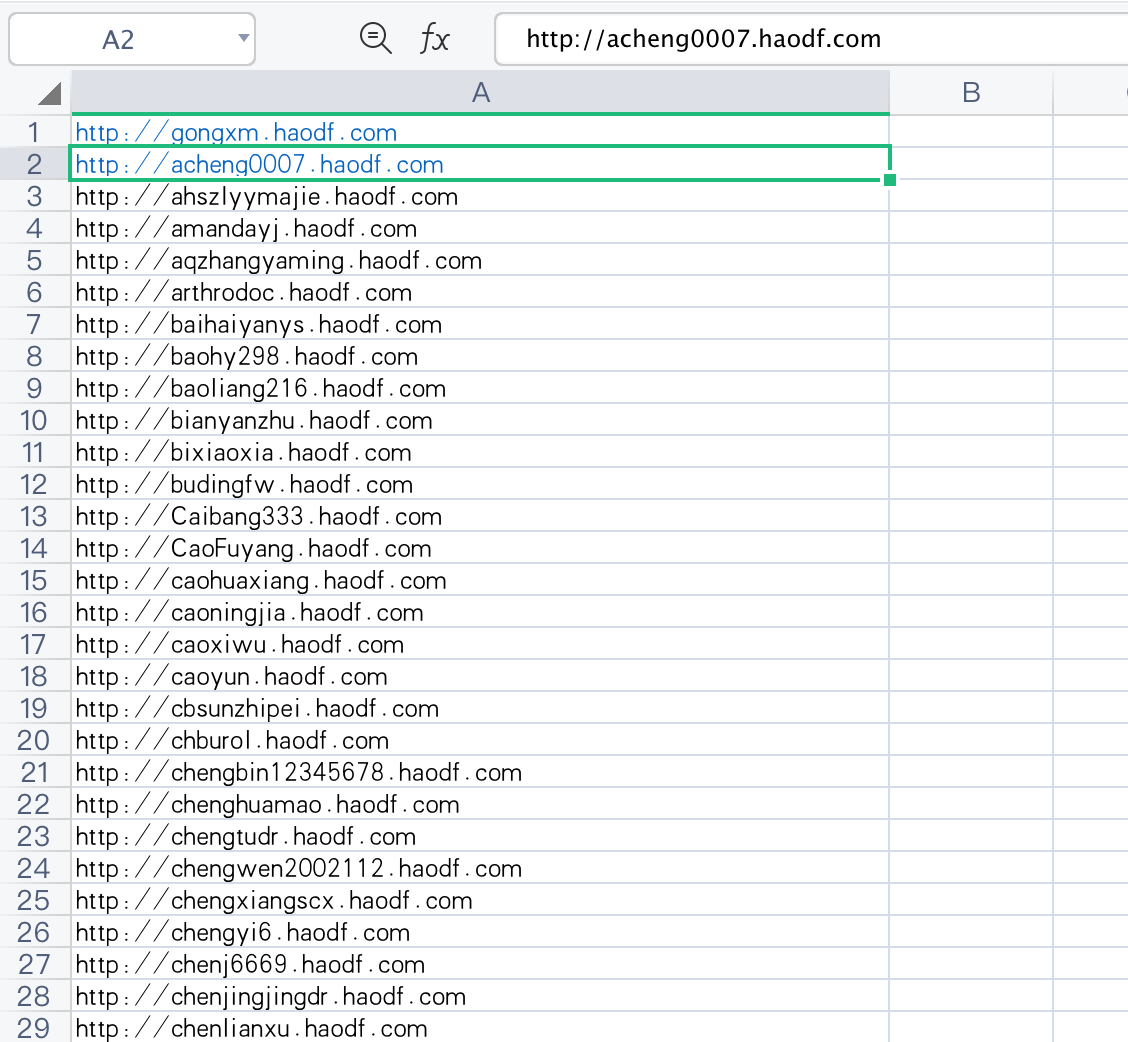 A2 fx http://acheng0007.haodf.com
A B
1 http://gongxm.haodf.com
2 http://acheng0007.haodf.com
3 http://ahszlyymajie.haodf.com
4 http://amandayj.haodf.com
5 http://aqzhangyaming.haodf.com
6 http://arthrodoc.haodf.com
7 http://baihaiyanys.haodf.com
8 http://baohy298.haodf.com
9 http://baoliang216.haodf.com
10 http://bianyanzhu.haodf.com
11 http://bixiaoxia.haodf.com
12 http://budingfw.haodf.com
13 http://Caibang333.haodf.com
14 http://CaoFuyang.haodf.com
15 http://caohuaxiang.haodf.com
16 http://caoningjia.haodf.com
17 http://caoxiwu.haodf.com
18 http://caoyun.haodf.com
19 http://cbsunzhipei.haodf.com
20 http://chburol.haodf.com
21 http://chengbin12345678.haodf.com
22 http://chenghuamao.haodf.com
23 http://chengtudr.haodf.com
24 http://chengwen2002112.haodf.com
25 http://chengxiangscx.haodf.com
26 http://chengyi6.haodf.com
27 http://chenj6669.haodf.com
28 http://chenjingjingdr.haodf.com
29 http://chenlianxu.haodf.com